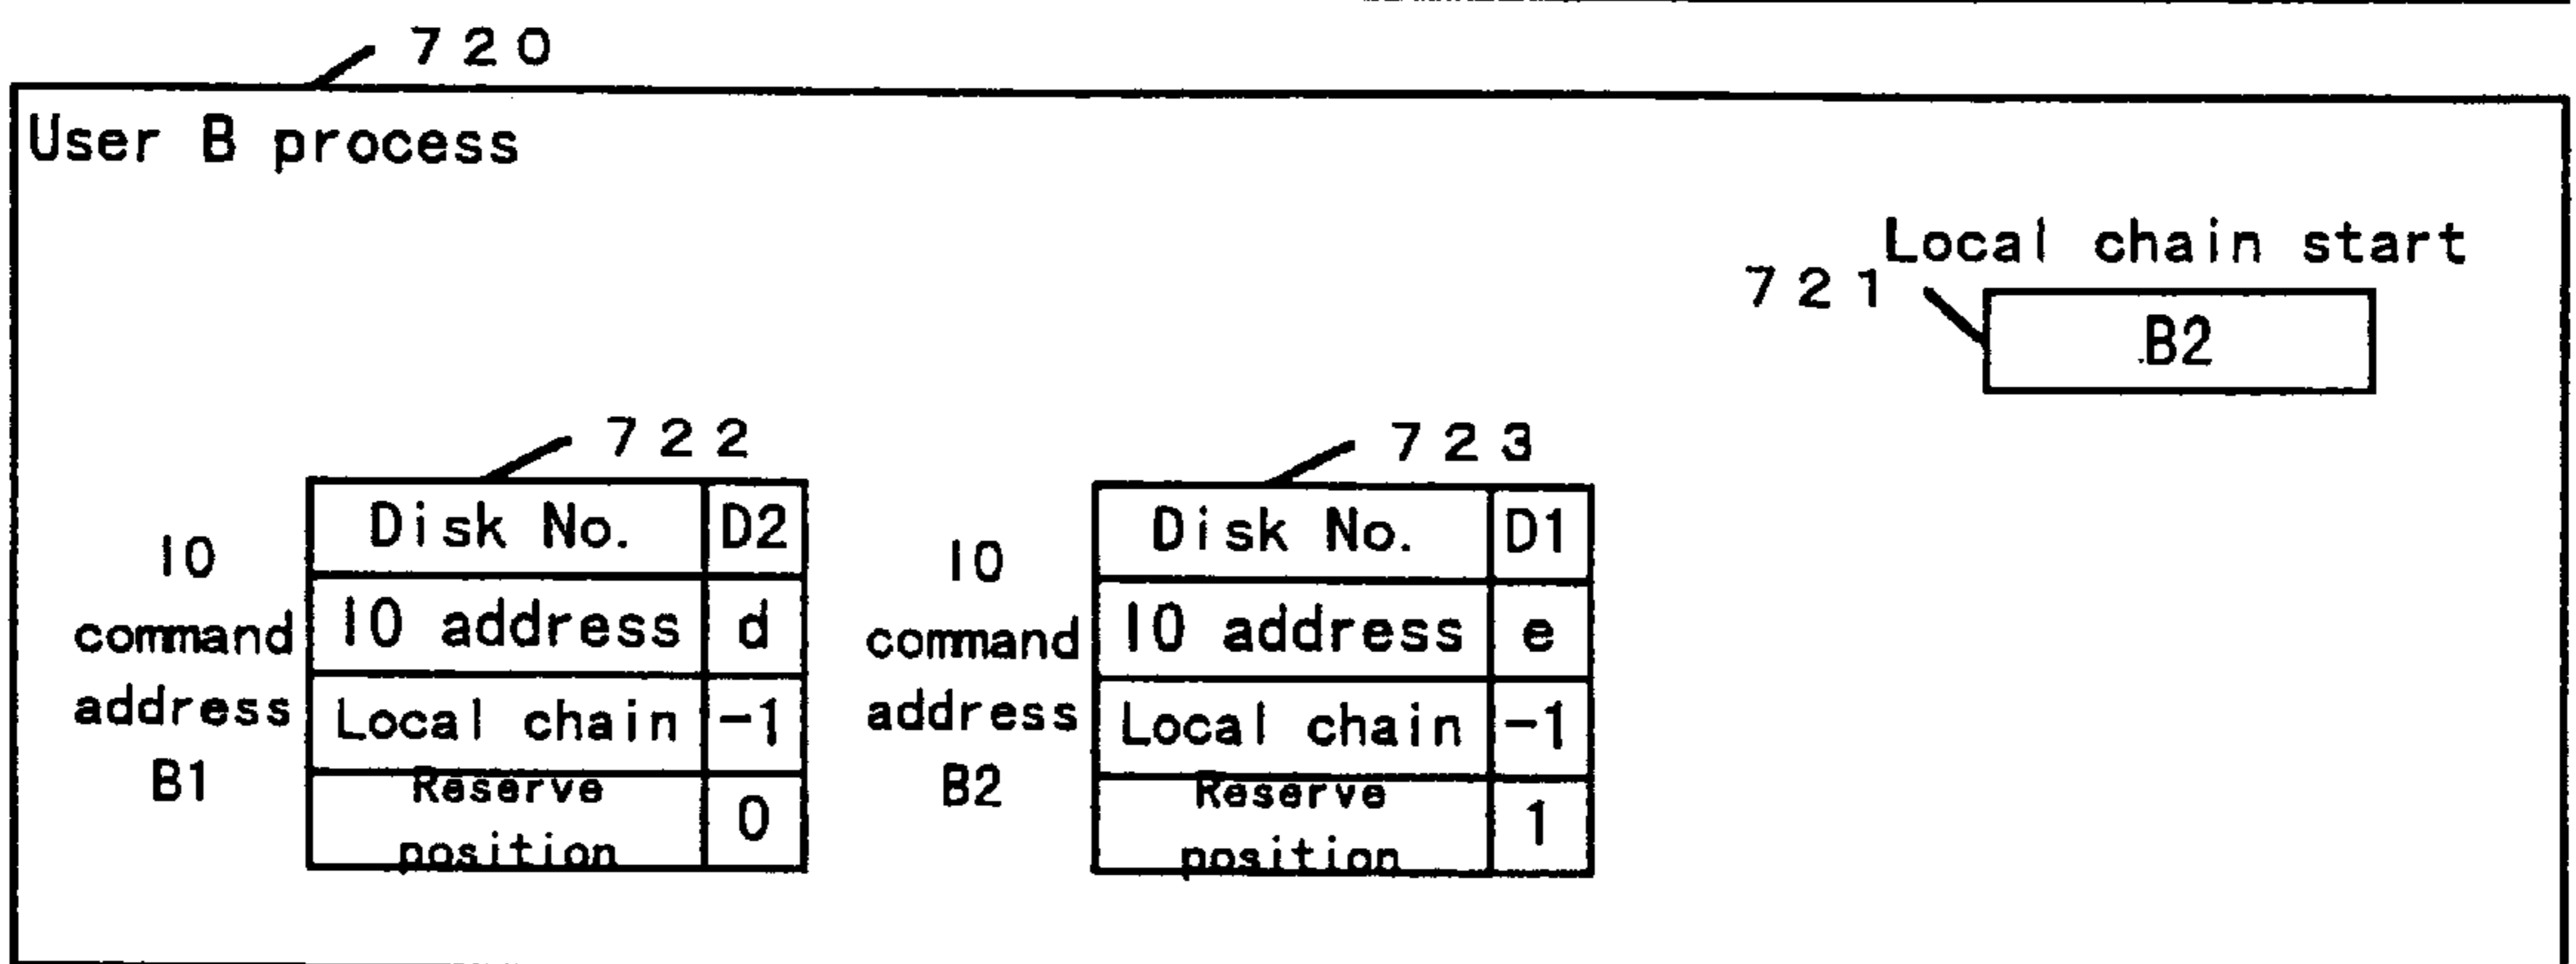 720
User B process
Local chain start
721
B2
722
723
IO command address B1
Disk No. D2
IO address d
Local chain -1
Reserve position 0
IO command address B2
Disk No. D1
IO address e
Local chain -1
Reserve position 1